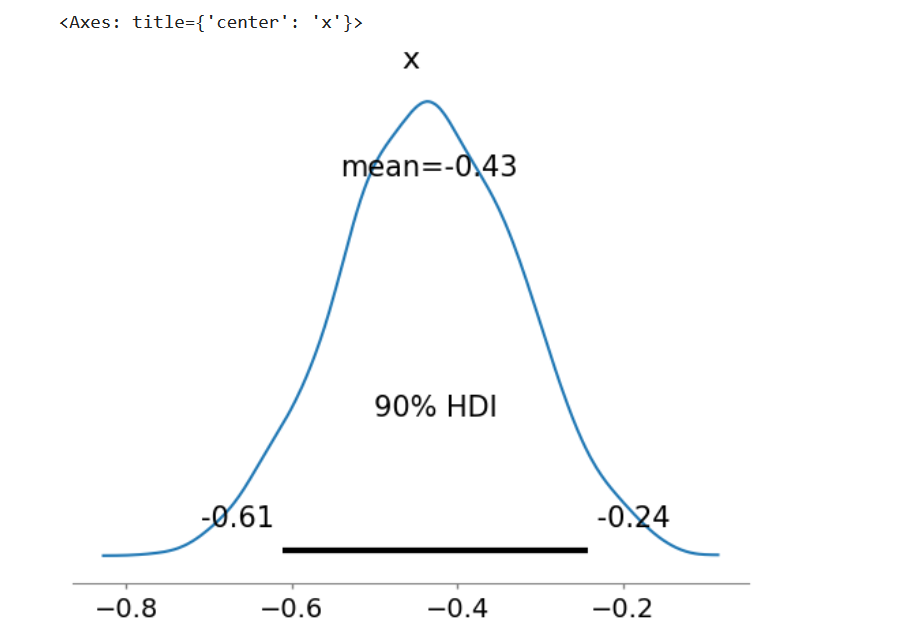 <Axes: title={'center': 'x'}>
x
mean=-0.43
90% HDI
-0.61 -0.24
−0.8 −0.6 −0.4 −0.2